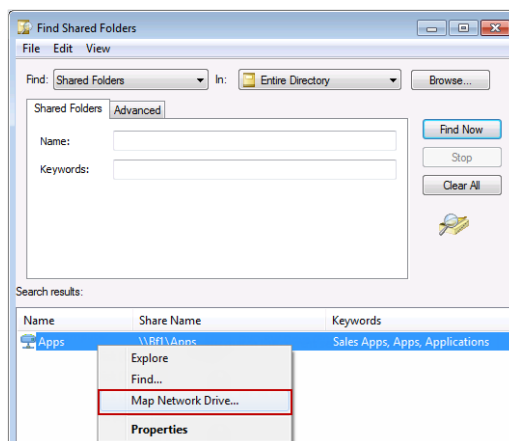 Find Shared Folders
File Edit View
Find: Shared Folders In: Entire Directory Browse...
Shared Folders Advanced
Name:
Keywords:
Find Now
Stop
Clear All
Search results:
Name Share Name Keywords
Apps \\Bf1\Apps Sales Apps, Apps, Applications
Explore
Find...
Map Network Drive...
Properties